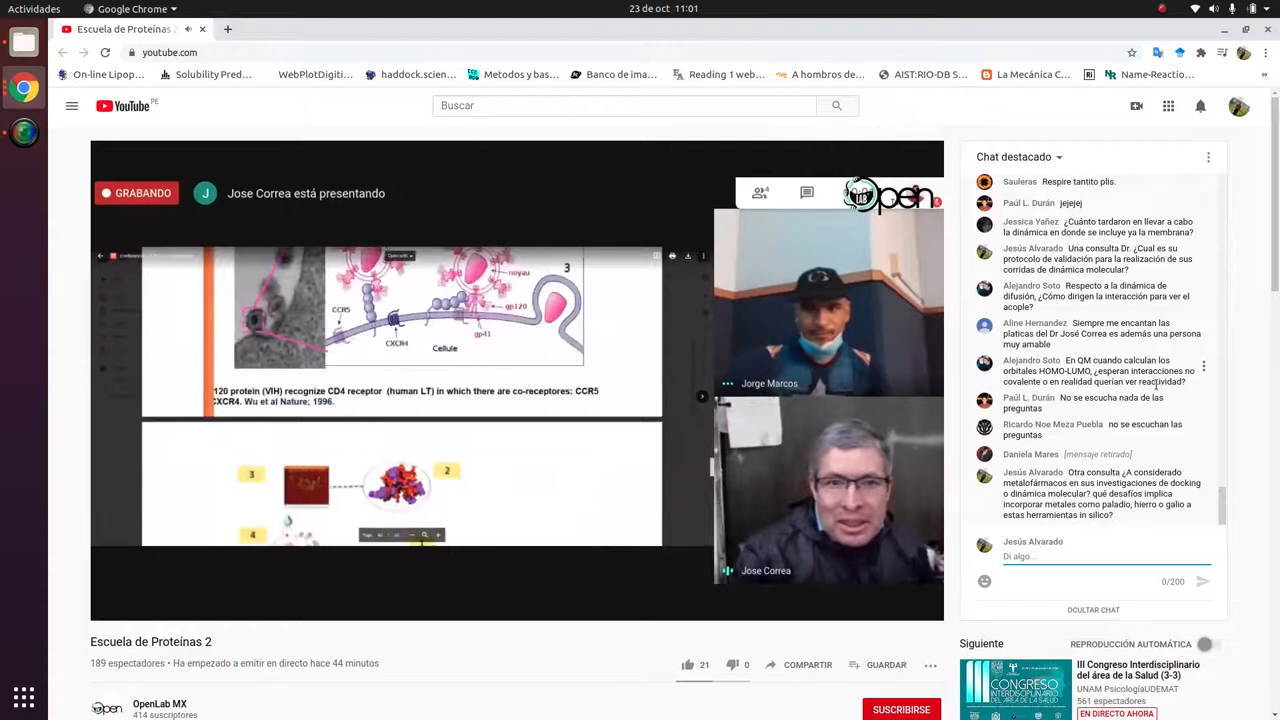 Actividades
Google Chrome
23 de oct 11:01
Escuela de Proteínas 2
youtube.com
On-line Lipop...
Solubility Pred...
WebPlotDigiti...
haddock.scien...
Metodos y bas...
Banco de ima...
Reading 1 web...
A hombros de...
AIST:RIO-DB S...
La Mecánica C...
Name-Reactio...
»
YouTube PE
Buscar
GRABANDO
J
Jose Correa está presentando
4
Open
LAB
3
noyau
CCR5
gp120
gp41
CXCR4
Cellule
120 protein (VIH) recognize CD4 receptor (human LT) in which there are co-receptors: CCR5
CXCR4. Wu et al Nature; 1996.
3
2
4
Jorge Marcos
Jose Correa
Chat destacado
Sauleras Respire tantito plis.
Paúl L. Durán jejejej
Jessica Yañez ¿Cuánto tardaron en llevar a cabo
la dinámica en donde se incluye ya la membrana?
Jesús Alvarado Una consulta Dr. ¿Cual es su
protocolo de validación para la realización de sus
corridas de dinámica molecular?
Alejandro Soto Respecto a la dinámica de
difusión, ¿Cómo dirigen la interacción para ver el
acople?
Aline Hernandez Siempre me encantan las
platicas del Dr José Correa es además una persona
muy amable
Alejandro Soto En QM cuando calculan los
orbitales HOMO-LUMO, ¿esperan interacciones no
covalente o en realidad querían ver reactividad?
Paúl L. Durán No se escucha nada de las
preguntas
Ricardo Noe Meza Puebla no se escuchan las
preguntas
Daniela Mares [mensaje retirado]
Jesús Alvarado Otra consulta ¿A considerado
metalofármacos en sus investigaciones de docking
o dinámica molecular? qué desafíos implica
incorporar metales como paladio, hierro o galio a
estas herramientas in silico?
Jesús Alvarado
Di algo...
0/200
OCULTAR CHAT
Escuela de Proteínas 2
189 espectadores • Ha empezado a emitir en directo hace 44 minutos
21
0
COMPARTIR
GUARDAR
Open
OpenLab MX
414 suscriptores
SUSCRIBIRSE
Siguiente
REPRODUCCIÓN AUTOMÁTICA
CONGRESO
III Congreso Interdisciplinario
del área de la Salud (3-3)
UNAM PsicologíaUDEMAT
561 espectadores
EN DIRECTO AHORA